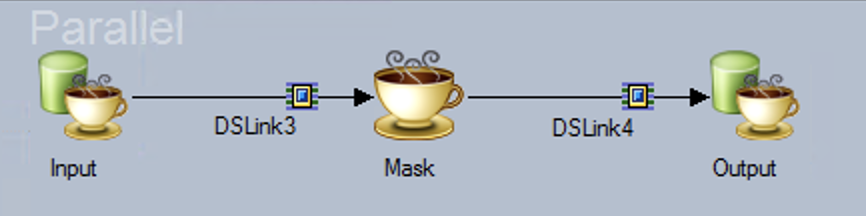 Parallel
DSLink3
DSLink4
Input
Mask
Output